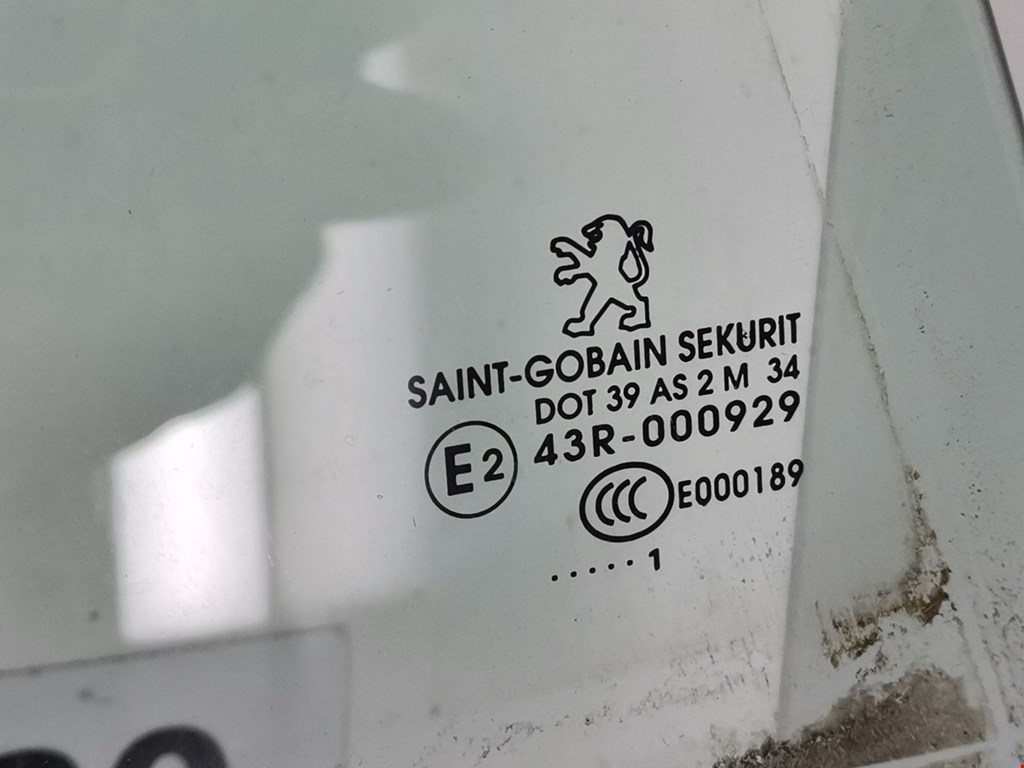 SAINT-GOBAIN SEKURIT
DOT 39 AS 2 M 34
E2 43R-000929
CCC E000189
.....1